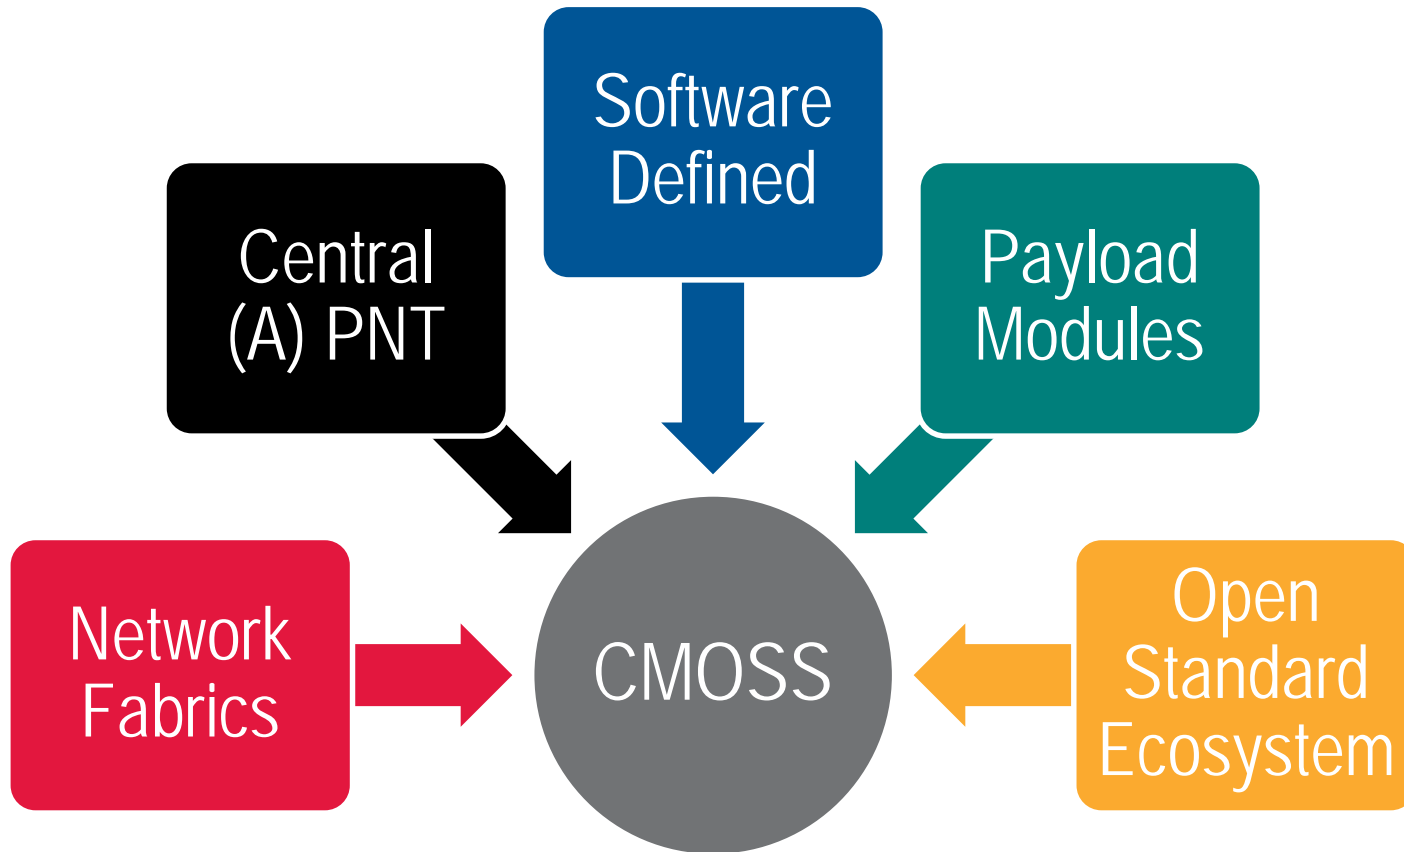 Software
Defined
Central
(A) PNT
Payload
Modules
Network
Fabrics
CMOSS
Open
Standard
Ecosystem